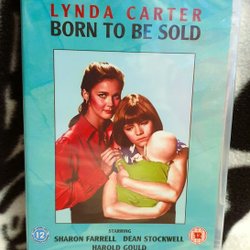 LYNDA CARTER
BORN TO BE SOLD
STARRING
SHARON FARRELL DEAN STOCKWELL
HAROLD GOULD
12
12